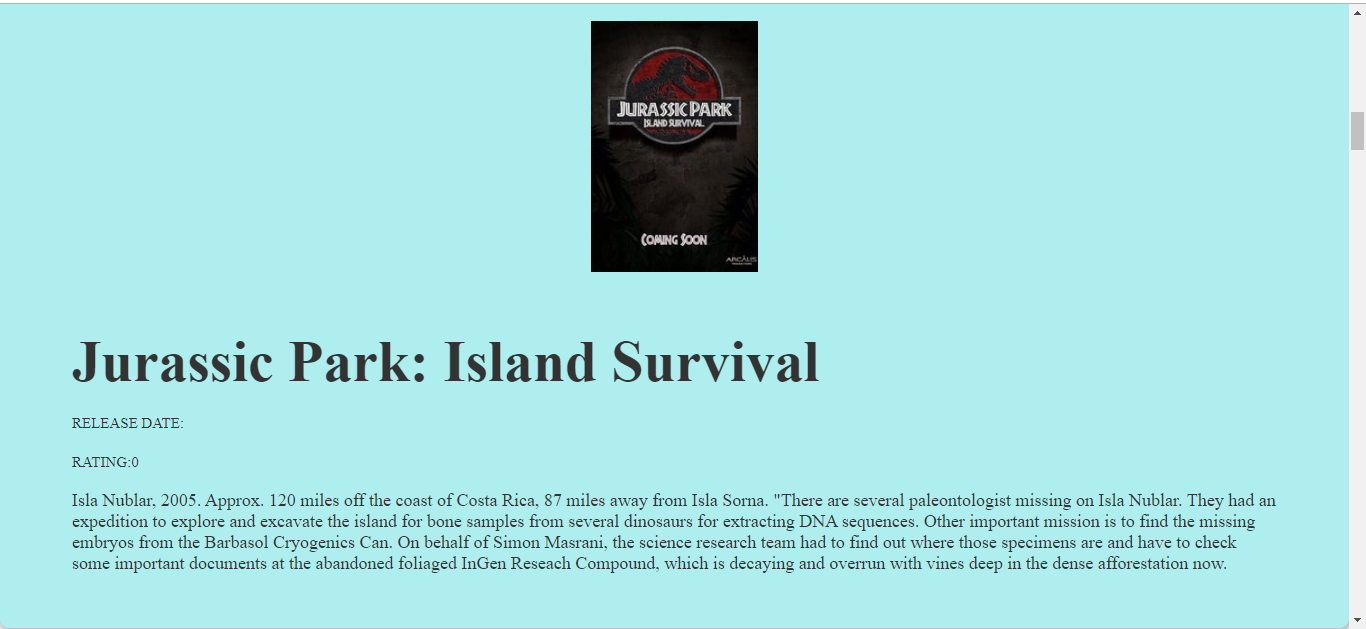 JURASSIC PARK
ISLAND SURVIVAL
COMING SOON
ARCÀLIS
Jurassic Park: Island Survival
RELEASE DATE:
RATING:0
Isla Nublar, 2005. Approx. 120 miles off the coast of Costa Rica, 87 miles away from Isla Sorna. "There are several paleontologist missing on Isla Nublar. They had an
expedition to explore and excavate the island for bone samples from several dinosaurs for extracting DNA sequences. Other important mission is to find the missing
embryos from the Barbasol Cryogenics Can. On behalf of Simon Masrani, the science research team had to find out where those specimens are and have to check
some important documents at the abandoned foliaged InGen Reseach Compound, which is decaying and overrun with vines deep in the dense afforestation now.